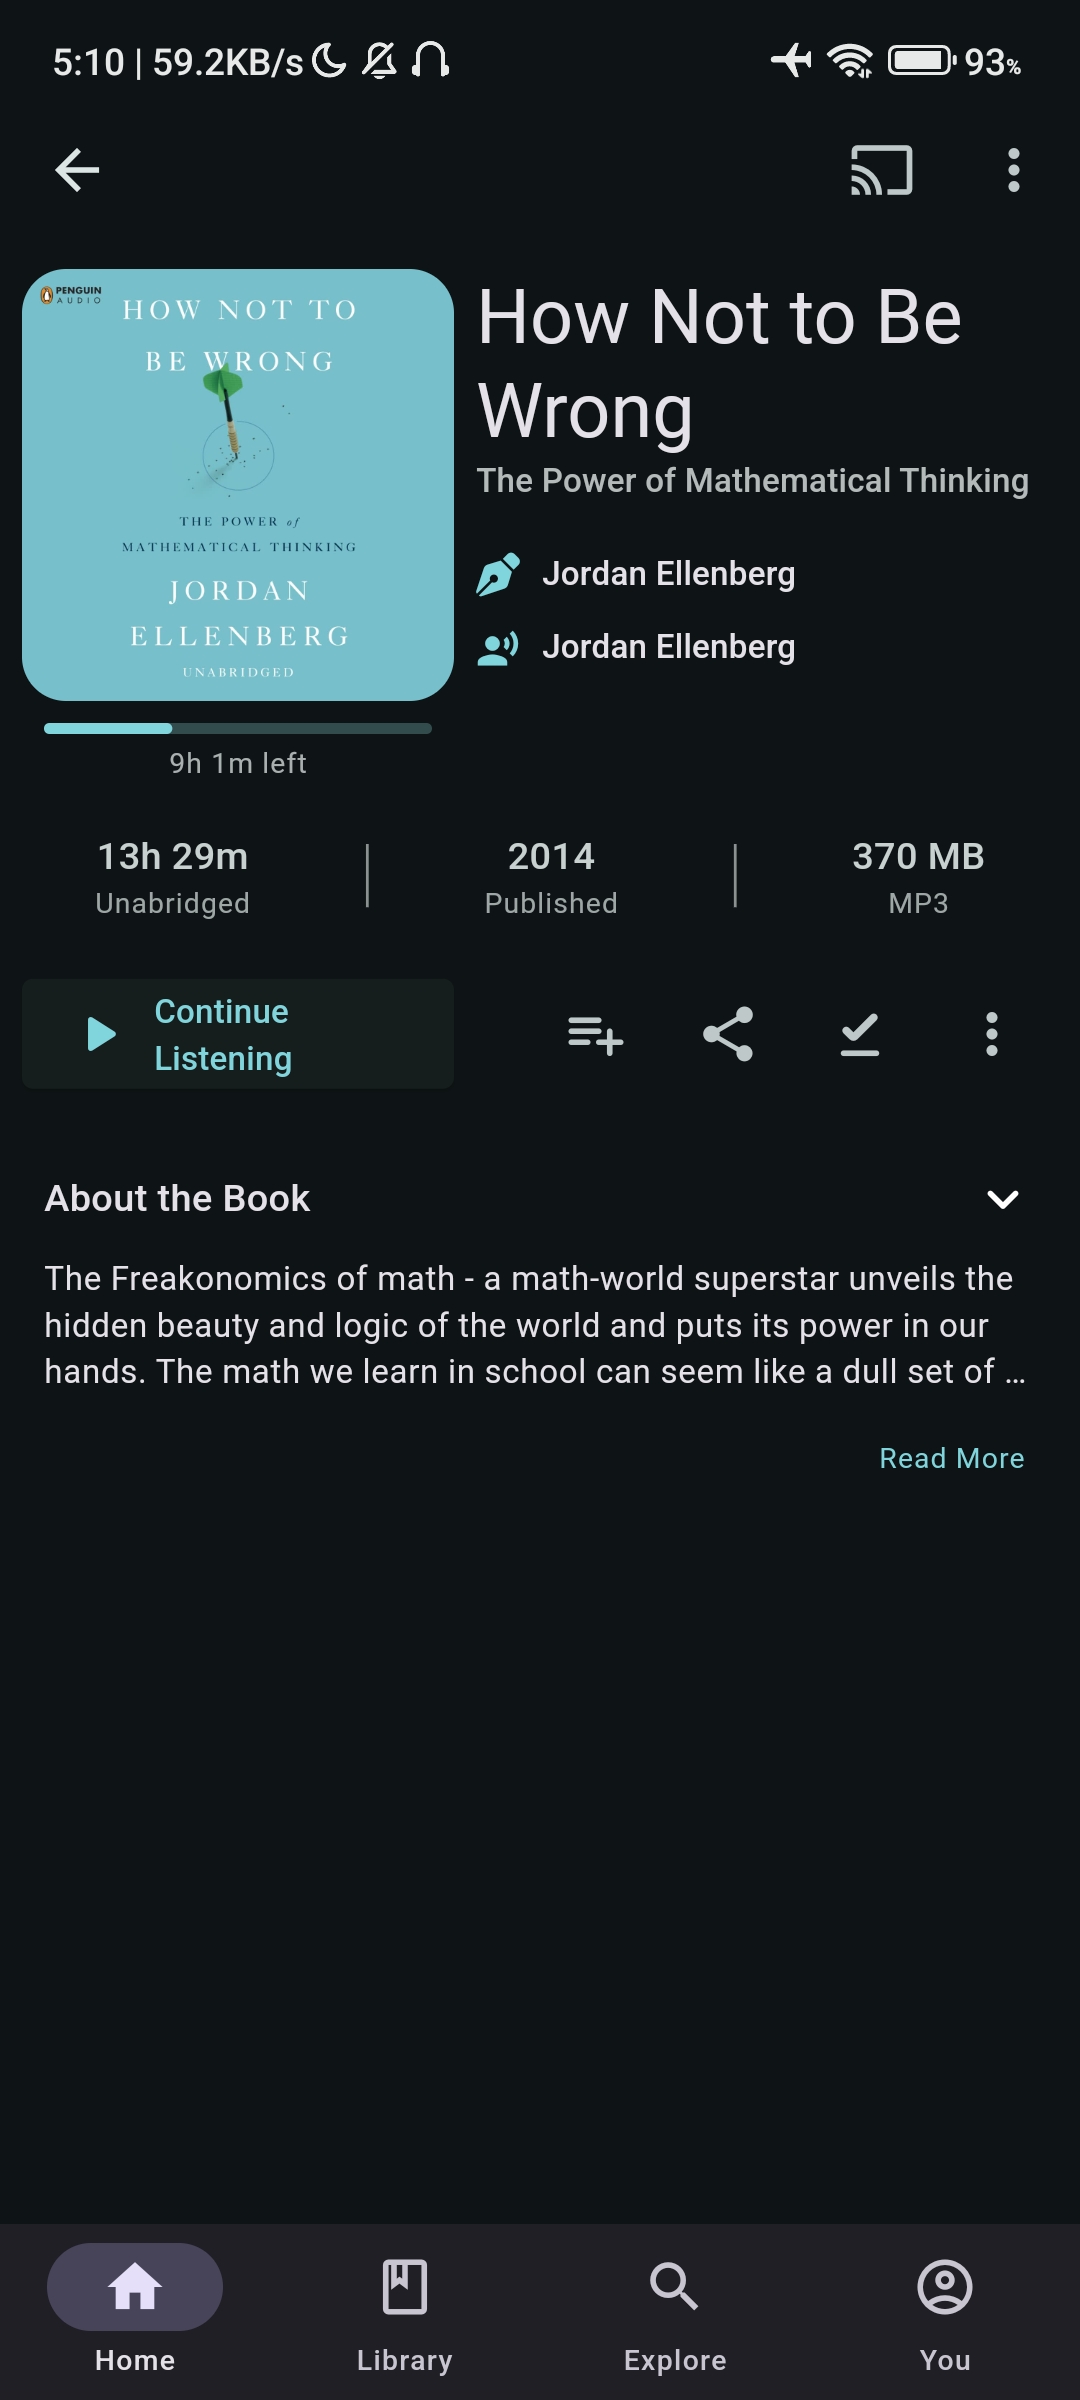 5:10 | 59.2KB/s 93%
PENGUIN
AUDIO
HOW NOT TO
BE WRONG
THE POWER of
MATHEMATICAL THINKING
JORDAN
ELLENBERG
UNABRIDGED
How Not to Be
Wrong
The Power of Mathematical Thinking
Jordan Ellenberg
Jordan Ellenberg
9h 1m left
13h 29m
Unabridged
2014
Published
370 MB
MP3
Continue
Listening
About the Book
The Freakonomics of math - a math-world superstar unveils the
hidden beauty and logic of the world and puts its power in our
hands. The math we learn in school can seem like a dull set of …
Read More
Home
Library
Explore
You